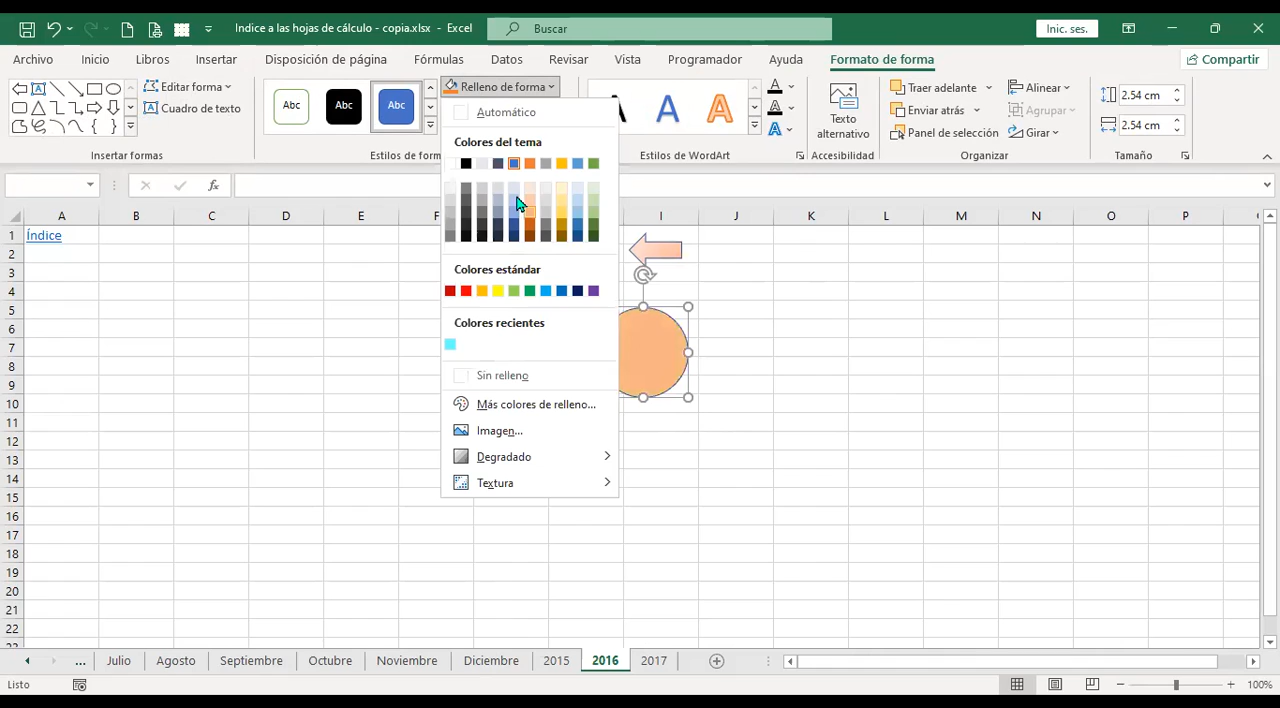 Indice a las hojas de cálculo - copia.xlsx - Excel
Buscar
Inic. ses.
Archivo Inicio Libros Insertar Disposición de página Fórmulas Datos Revisar Vista Programador Ayuda Formato de forma Compartir
Editar forma
Cuadro de texto
Insertar formas
Abc Abc Abc
Relleno de forma
Estilos de form
A A A
Estilos de WordArt
Texto
alternativo
Accesibilidad
Traer adelante
Enviar atrás
Panel de selección
Alinear
Agrupar
Girar
Organizar
2.54 cm
2.54 cm
Tamaño
Automático
Colores del tema
Colores estándar
Colores recientes
Sin relleno
Más colores de relleno...
Imagen...
Degradado
Textura
fx
A B C D E F I J K L M N O P
1 Índice
2
3
4
5
6
7
8
9
10
11
12
13
14
15
16
17
18
19
20
21
22
23
... Julio Agosto Septiembre Octubre Noviembre Diciembre 2015 2016 2017
Listo
100%